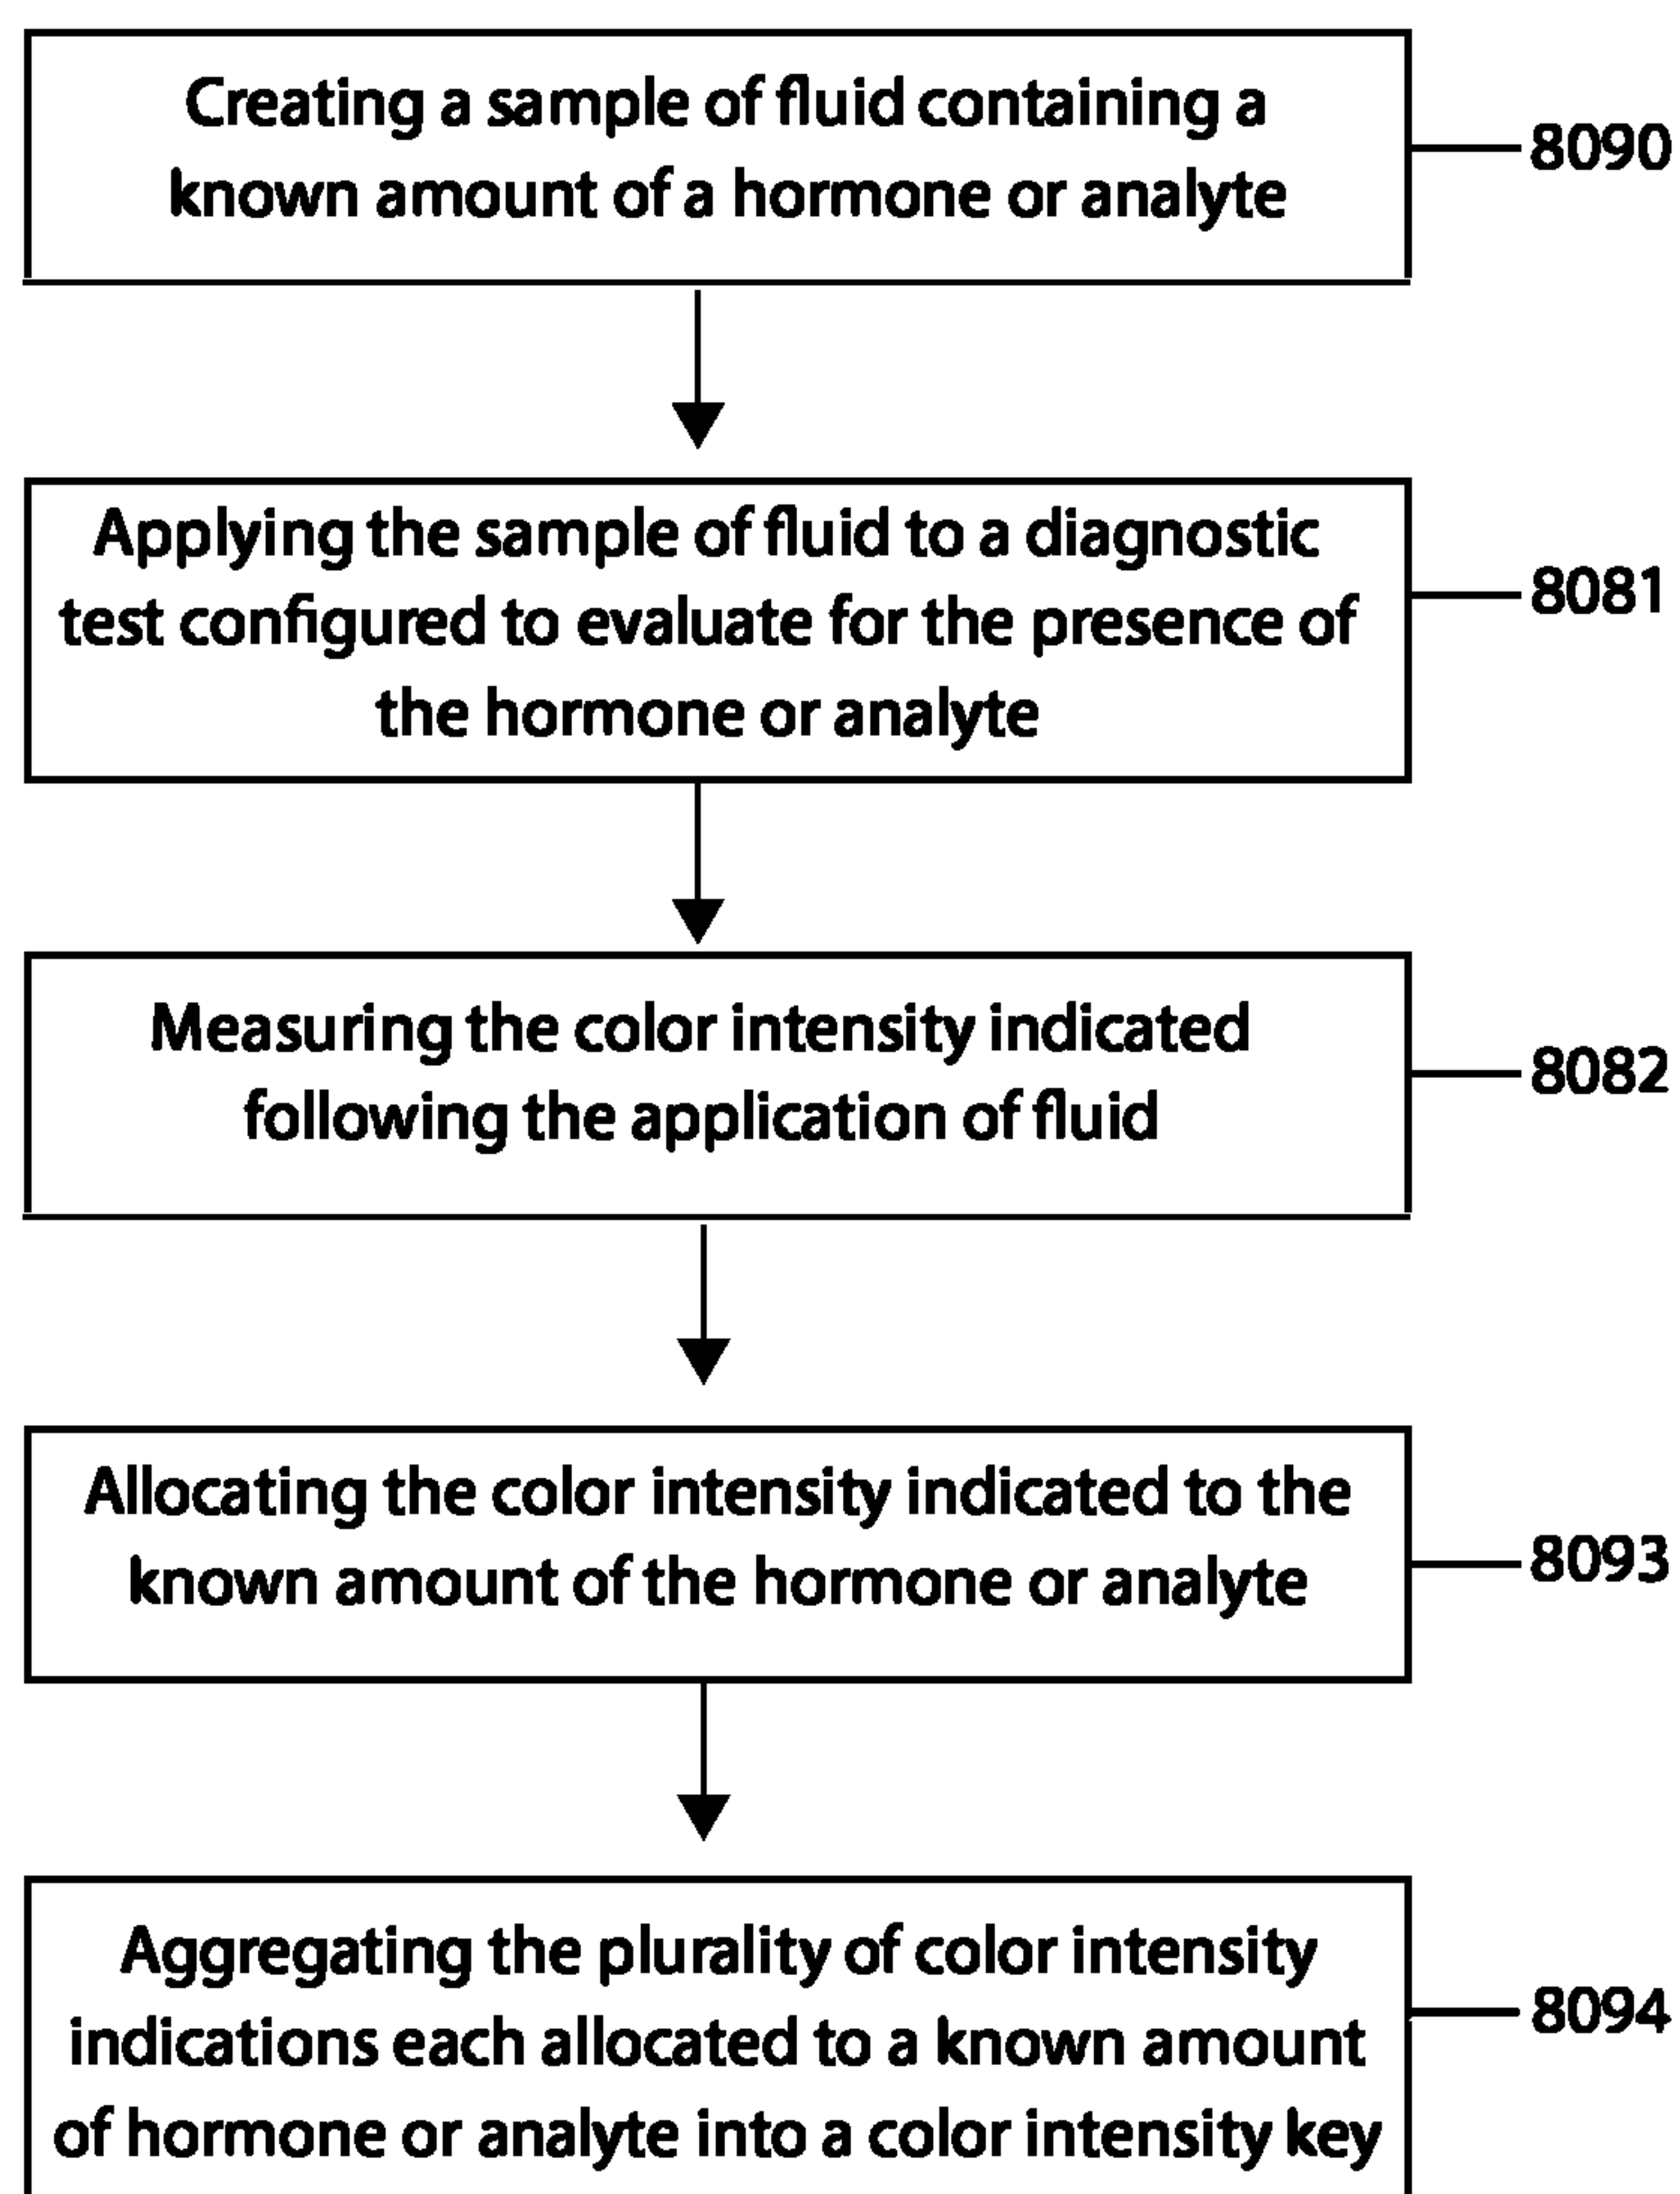 Creating a sample of fluid containing a
known amount of a hormone or analyte
8090
Applying the sample of fluid to a diagnostic
test configured to evaluate for the presence of
the hormone or analyte
8081
Measuring the color intensity indicated
following the application of fluid
8082
Allocating the color intensity indicated to the
known amount of the hormone or analyte
8093
Aggregating the plurality of color intensity
indications each allocated to a known amount
of hormone or analyte into a color intensity key
8094